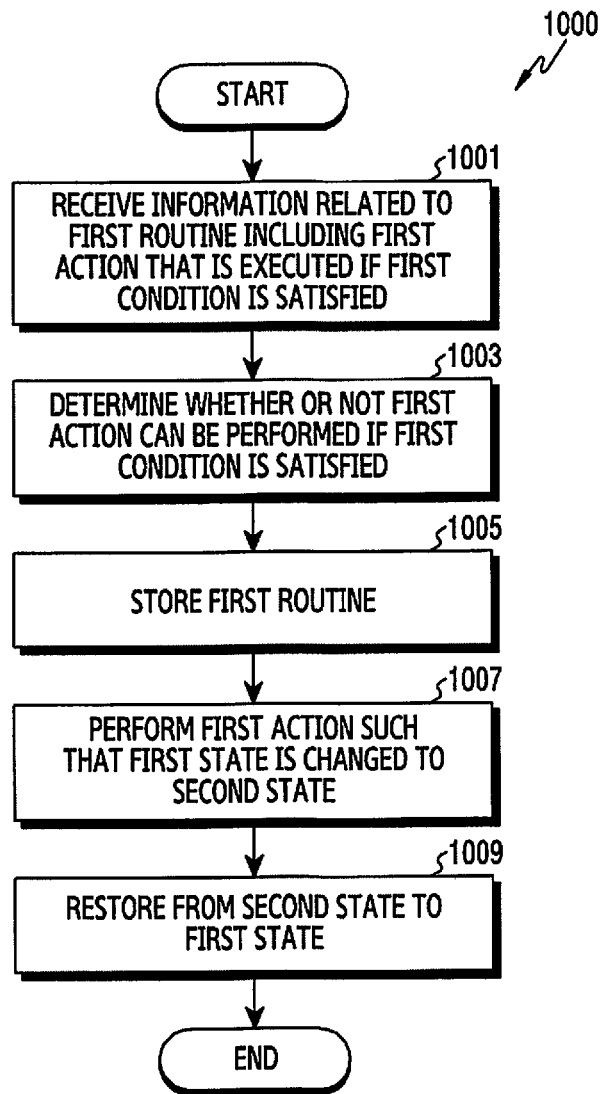 1000
START
1001
RECEIVE INFORMATION RELATED TO
FIRST ROUTINE INCLUDING FIRST
ACTION THAT IS EXECUTED IF FIRST
CONDITION IS SATISFIED
1003
DETERMINE WHETHER OR NOT FIRST
ACTION CAN BE PERFORMED IF FIRST
CONDITION IS SATISFIED
1005
STORE FIRST ROUTINE
1007
PERFORM FIRST ACTION SUCH
THAT FIRST STATE IS CHANGED TO
SECOND STATE
1009
RESTORE FROM SECOND STATE TO
FIRST STATE
END